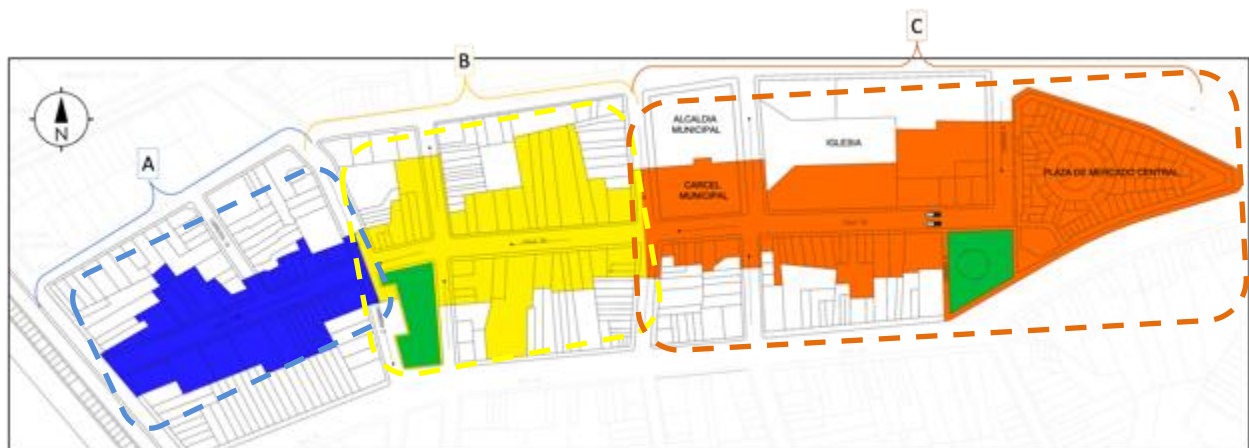 C
B
A
N
ALCALDIA
MUNICIPAL
IGLESIA
CARCEL
MUNICIPAL
PLAZA DE MERCADO CENTRAL